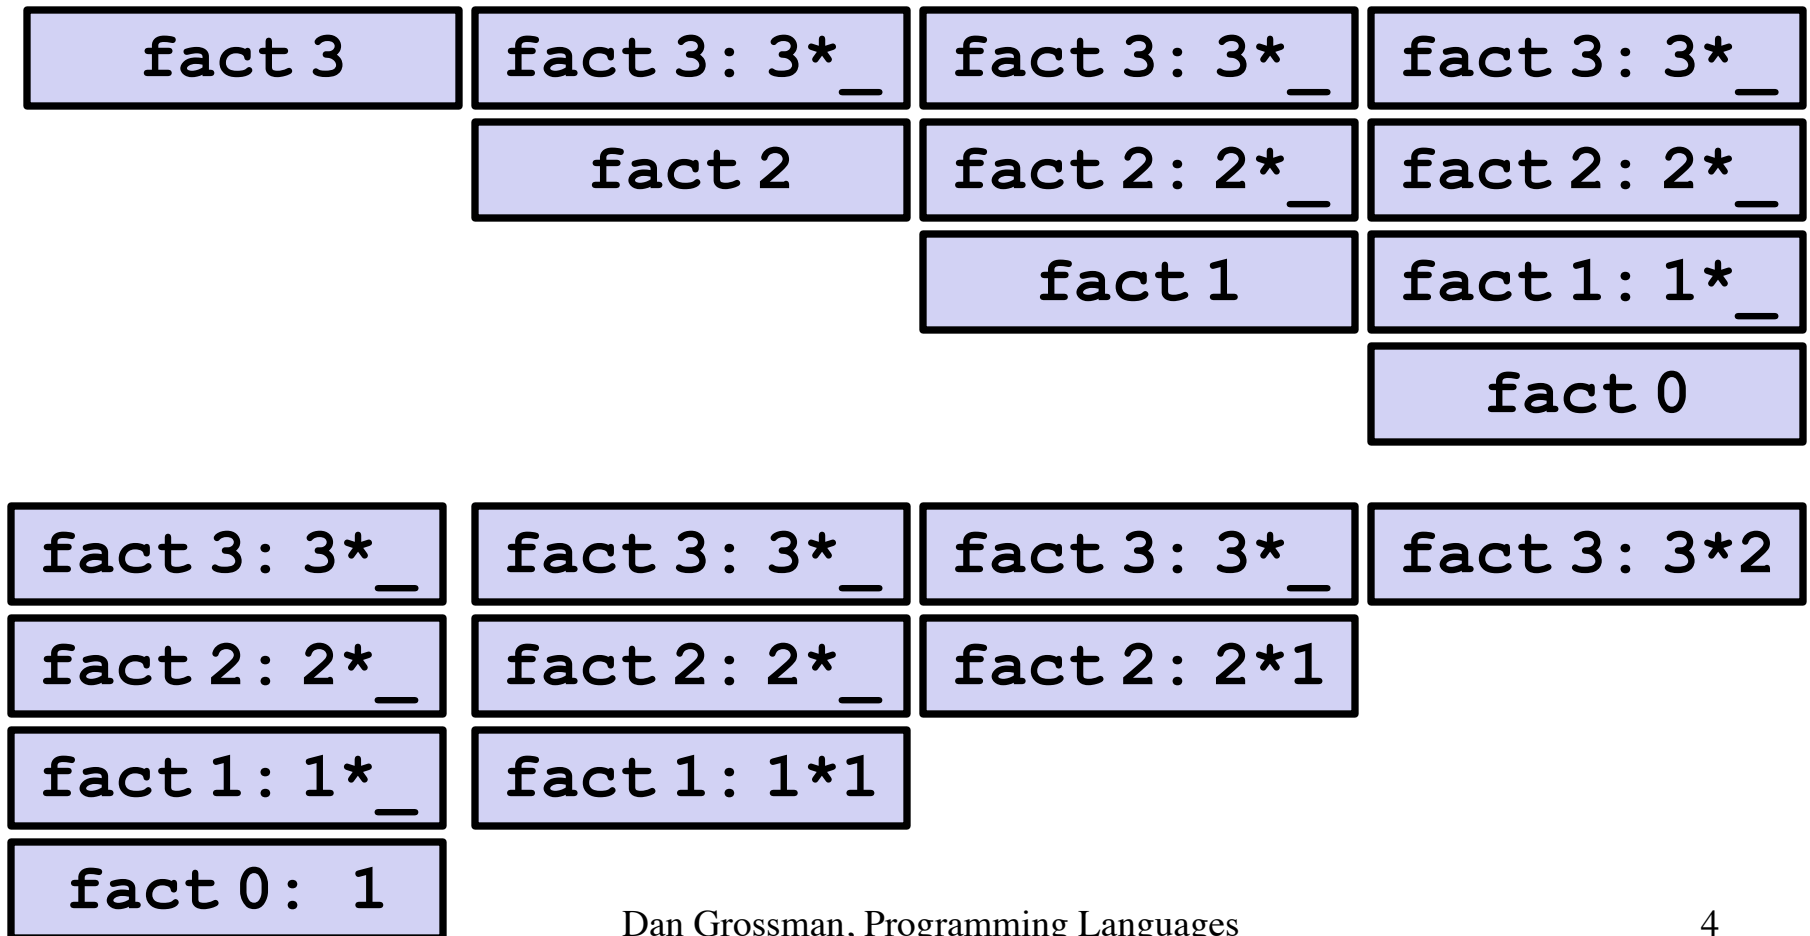 fact 3 fact 3: 3*_ fact 3: 3*_ fact 3: 3*_
fact 2 fact 2: 2*_ fact 2: 2*_
fact 1 fact 1: 1*_
fact 0
fact 3: 3*_ fact 3: 3*_ fact 3: 3*_ fact 3: 3*2
fact 2: 2*_ fact 2: 2*_ fact 2: 2*1
fact 1: 1*_ fact 1: 1*1
fact 0: 1
Dan Grossman, Programming Languages 4